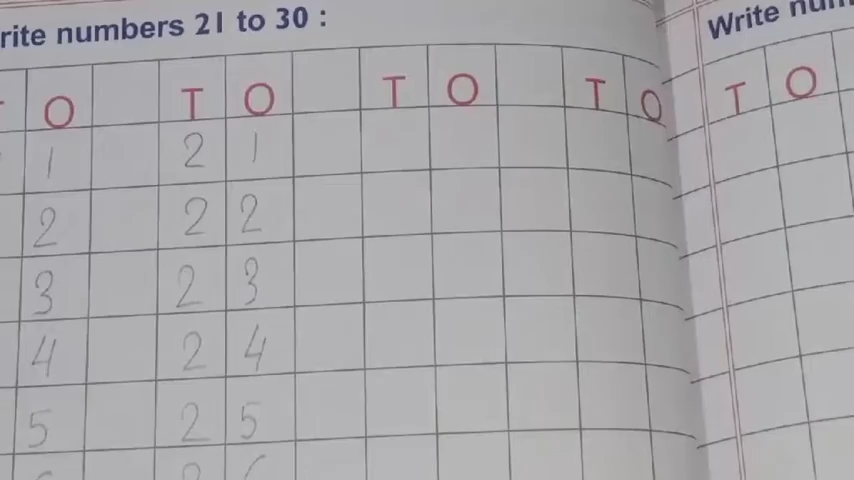 rite numbers 21 to 30 :
Write num
O T O T O T O T O
1 2 1
2 2 2
3 2 3
4 2 4
5 2 5